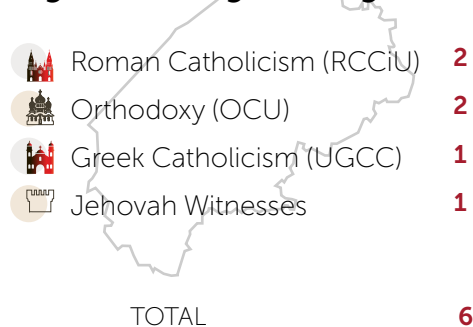 Roman Catholicism (RCCiU) 2
Orthodoxy (OCU) 2
Greek Catholicism (UGCC) 1
Jehovah Witnesses 1
TOTAL 6